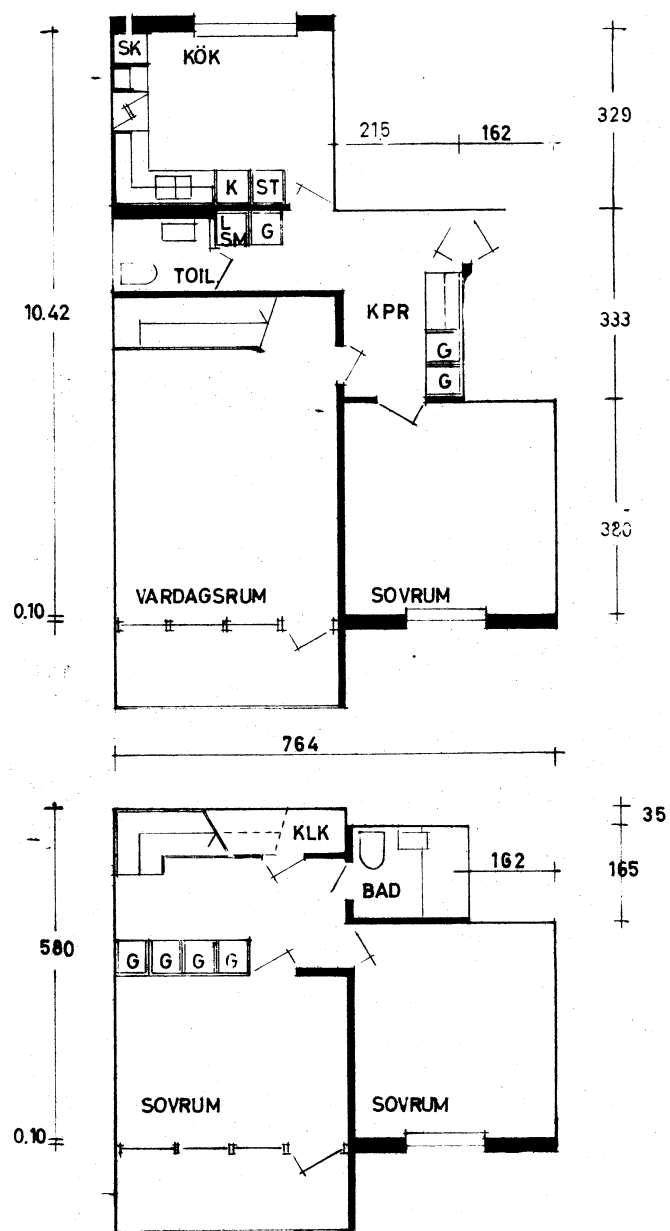 SK
KÖK
329
215
162
K
ST
L
SM
G
TOIL.
10.42
KPR
333
G
G
380
VARDAGSRUM
SOVRUM
0.10
764
KLK
35
162
165
BAD
580
G
G
G
G
SOVRUM
SOVRUM
0.10